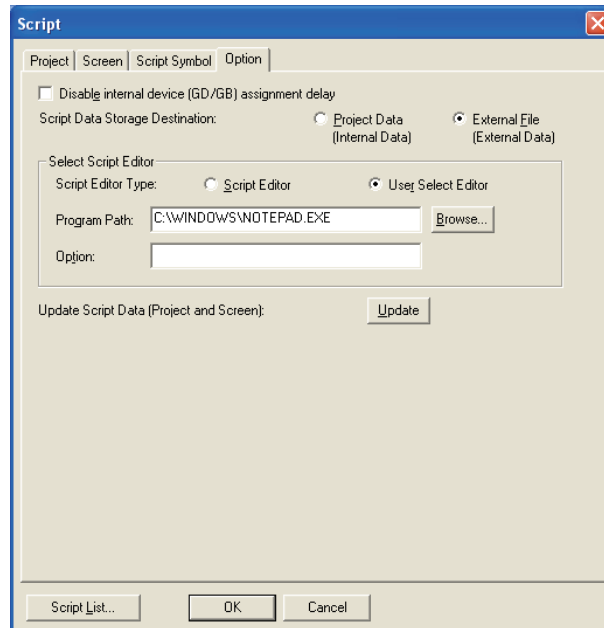 Script
Project Screen Script Symbol Option
Disable internal device (GD/GB) assignment delay
Script Data Storage Destination: Project Data External File
(Internal Data) (External Data)
Select Script Editor
Script Editor Type: Script Editor User Select Editor
Program Path: C:\WINDOWS\NOTEPAD.EXE Browse...
Option:
Update Script Data (Project and Screen): Update
Script List... OK Cancel